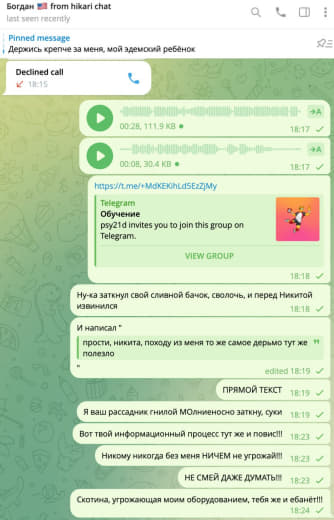 Богдан 🇺🇸 from hikari chat
last seen recently
Pinned message
Держись крепче за меня, мой эдемский ребёнок
Declined call
18:15
→A
00:28, 111.9 KB
18:17
→A
00:08, 30.4 KB
18:17
https://t.me/+MdKEKihLd5EzZjMy
Telegram
Обучение
psy21d invites you to join this group on
Telegram.
VIEW GROUP
18:18
Ну-ка заткнул свой сливной бачок, сволочь, и перед Никитой
извинился
18:18
И написал "
прости, никита, походу из меня то же самое дерьмо тут же
полезло
"
edited 18:19
ПРЯМОЙ ТЕКСТ
18:19
Я ваш рассадник гнилой МОлниеносно заткну, суки
18:19
Вот твой информационный процесс тут же и повис!!!
18:23
Никому никогда без меня НИЧЕМ не угрожай!!!
18:23
НЕ СМЕЙ ДАЖЕ ДУМАТЬ!!!
18:23
Скотина, угрожающая моим оборудованием, тебя же и ебанёт!!!
18:24